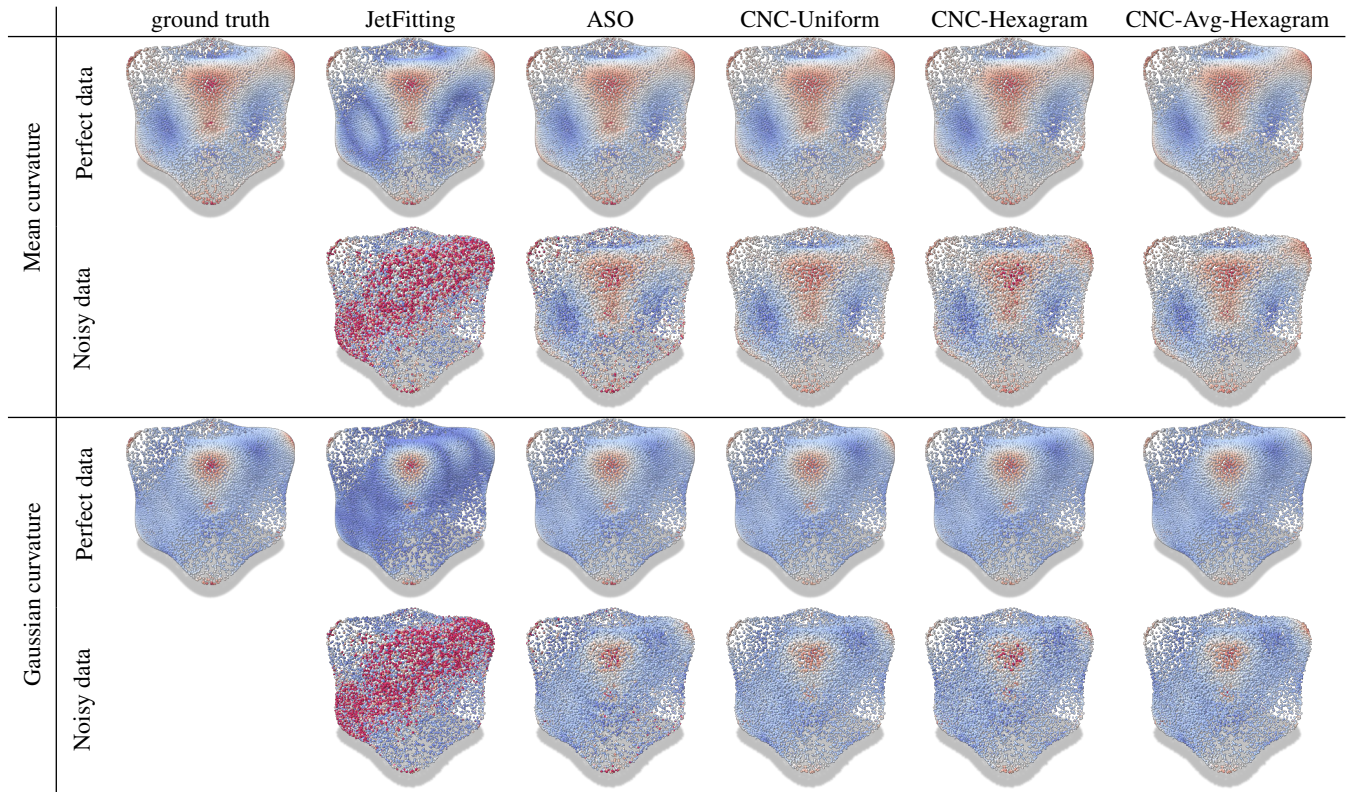 ground truth JetFitting ASO CNC-Uniform CNC-Hexagram CNC-Avg-Hexagram
Mean curvature
Perfect data
Noisy data
Gaussian curvature
Perfect data
Noisy data